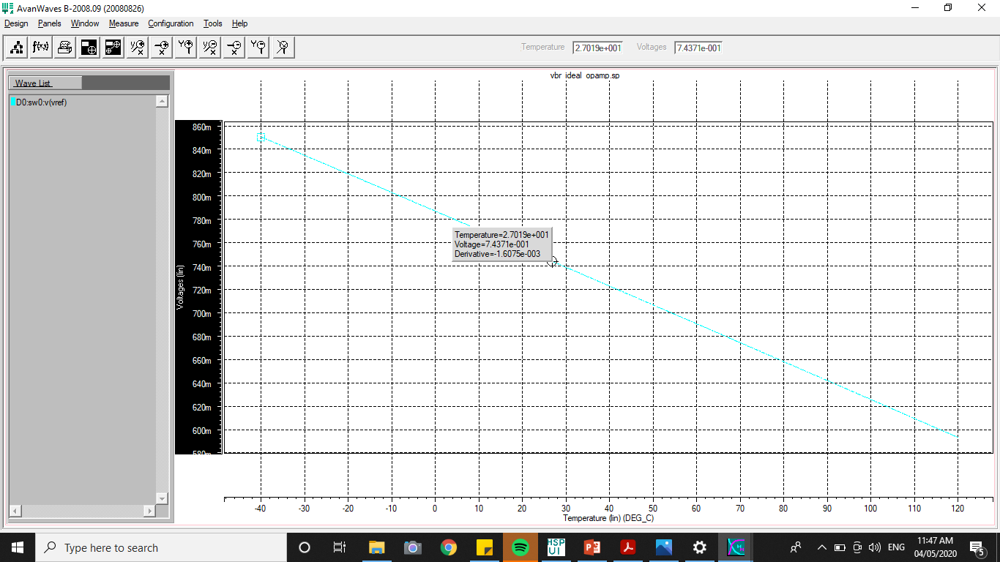 AvanWaves B-2008.09 (20080826)
Design Panels Window Measure Configuration Tools Help
f(x)
Temperature 2.7019e+001 Voltages 7.4371e-001
Wave List
D0:sw0:v(vref)
vbr_ideal_opamp.sp
860m
840m
820m
800m
780m
760m
740m
720m
700m
680m
660m
640m
620m
600m
580m
Voltages (lin)
Temperature=2.7019e+001
Voltage=7.4371e-001
Derivative=-1.6075e-003
-40 -30 -20 -10 0 10 20 30 40 50 60 70 80 90 100 110 120
Temperature (lin) (DEG_C)
Type here to search
HSP
UI
ENG
11:47 AM
04/05/2020
5